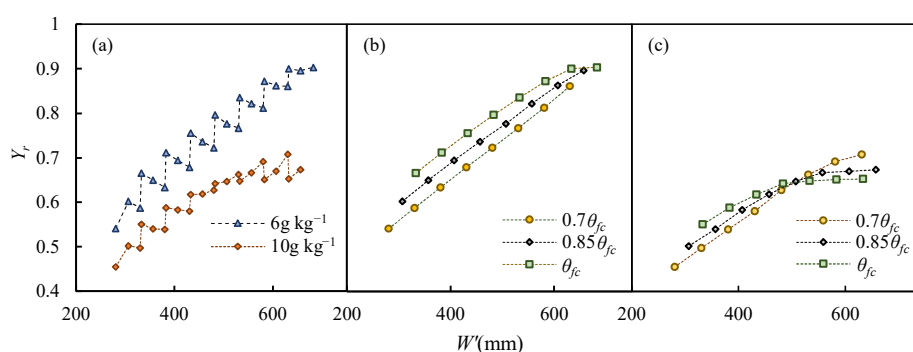 (a)
(b)
(c)
1
0.9
0.8
0.7
0.6
0.5
0.4
Yr
6g kg⁻¹
10g kg⁻¹
0.7θfc
0.85θfc
θfc
0.7θfc
0.85θfc
θfc
200 400 600 200 400 600 200 400 600
W'(mm)